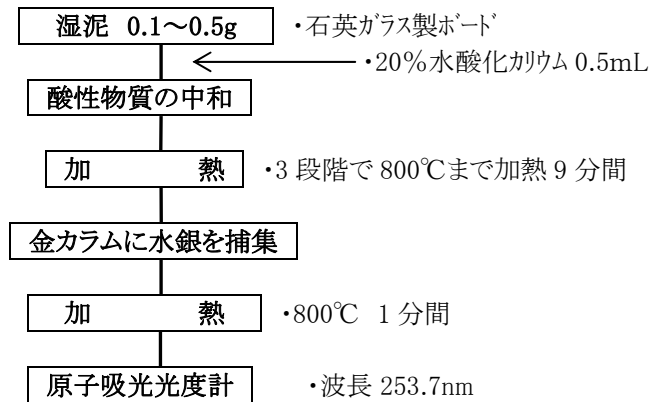 湿泥 0.1～0.5g ・石英ｶﾞﾗｽ製ﾎﾞｰﾄﾞ
・20％水酸化ｶﾘｳﾑ 0.5mL
酸性物質の中和
加　熱 ・3 段階で 800℃まで加熱 9 分間
金カラムに水銀を捕集
加　熱 ・800℃ 1 分間
原子吸光光度計 ・波長 253.7nm